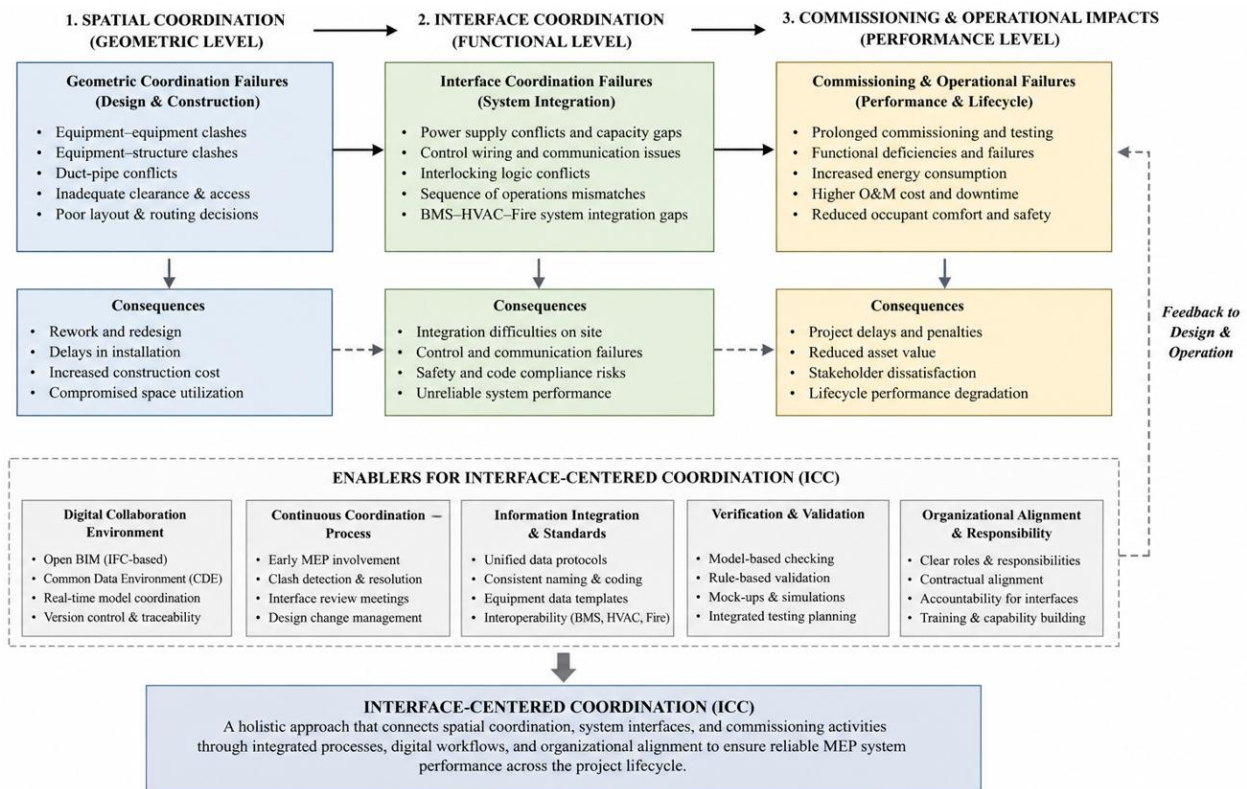 1. SPATIAL COORDINATION
(GEOMETRIC LEVEL)
2. INTERFACE COORDINATION
(FUNCTIONAL LEVEL)
3. COMMISSIONING & OPERATIONAL IMPACTS
(PERFORMANCE LEVEL)
Geometric Coordination Failures
(Design & Construction)
• Equipment–equipment clashes
• Equipment–structure clashes
• Duct-pipe conflicts
• Inadequate clearance & access
• Poor layout & routing decisions
Interface Coordination Failures
(System Integration)
• Power supply conflicts and capacity gaps
• Control wiring and communication issues
• Interlocking logic conflicts
• Sequence of operations mismatches
• BMS–HVAC–Fire system integration gaps
Commissioning & Operational Failures
(Performance & Lifecycle)
• Prolonged commissioning and testing
• Functional deficiencies and failures
• Increased energy consumption
• Higher O&M cost and downtime
• Reduced occupant comfort and safety
Consequences
• Rework and redesign
• Delays in installation
• Increased construction cost
• Compromised space utilization
Consequences
• Integration difficulties on site
• Control and communication failures
• Safety and code compliance risks
• Unreliable system performance
Consequences
• Project delays and penalties
• Reduced asset value
• Stakeholder dissatisfaction
• Lifecycle performance degradation
Feedback to
Design &
Operation
ENABLERS FOR INTERFACE-CENTERED COORDINATION (ICC)
Digital Collaboration
Environment
• Open BIM (IFC-based)
• Common Data Environment (CDE)
• Real-time model coordination
• Version control & traceability
Continuous Coordination —
Process
• Early MEP involvement
• Clash detection & resolution
• Interface review meetings
• Design change management
Information Integration
& Standards
• Unified data protocols
• Consistent naming & coding
• Equipment data templates
• Interoperability (BMS, HVAC, Fire)
Verification & Validation
• Model-based checking
• Rule-based validation
• Mock-ups & simulations
• Integrated testing planning
Organizational Alignment
& Responsibility
• Clear roles & responsibilities
• Contractual alignment
• Accountability for interfaces
• Training & capability building
INTERFACE-CENTERED COORDINATION (ICC)
A holistic approach that connects spatial coordination, system interfaces, and commissioning activities
through integrated processes, digital workflows, and organizational alignment to ensure reliable MEP system
performance across the project lifecycle.